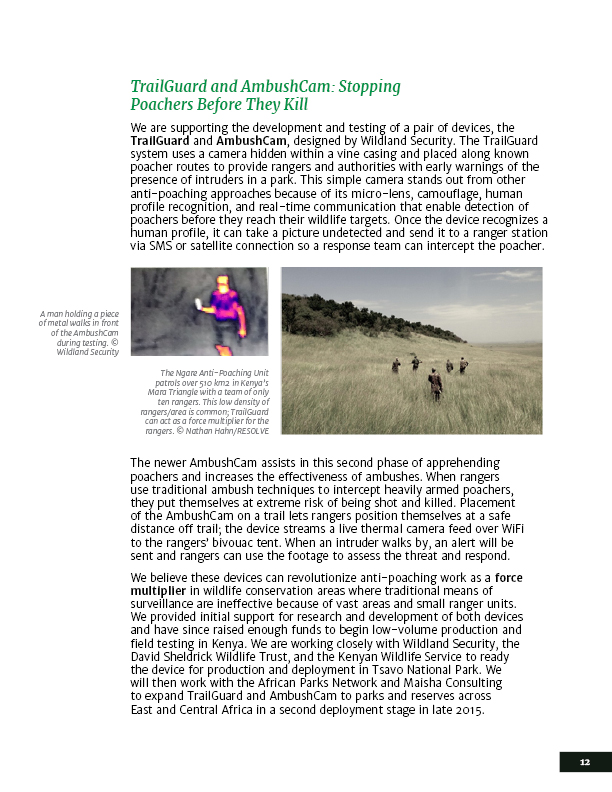 TrailGuard and AmbushCam: Stopping
Poachers Before They Kill
We are supporting the development and testing of a pair of devices, the
TrailGuard and AmbushCam, designed by Wildland Security. The TrailGuard
system uses a camera hidden within a vine casing and placed along known
poacher routes to provide rangers and authorities with early warnings of the
presence of intruders in a park. This simple camera stands out from other
anti-poaching approaches because of its micro-lens, camouflage, human
profile recognition, and real-time communication that enable detection of
poachers before they reach their wildlife targets. Once the device recognizes a
human profile, it can take a picture undetected and send it to a ranger station
via SMS or satellite connection so a response team can intercept the poacher.
A man holding a piece
of metal walks in front
of the AmbushCam
during testing. ©
Wildland Security
The Ngare Anti-Poaching Unit
patrols over 510 km2 in Kenya's
Mara Triangle with a team of only
ten rangers. This low density of
rangers/area is common; TrailGuard
can act as a force multiplier for the
rangers. © Nathan Hahn/RESOLVE
The newer AmbushCam assists in this second phase of apprehending
poachers and increases the effectiveness of ambushes. When rangers
use traditional ambush techniques to intercept heavily armed poachers,
they put themselves at extreme risk of being shot and killed. Placement
of the AmbushCam on a trail lets rangers position themselves at a safe
distance off trail; the device streams a live thermal camera feed over WiFi
to the rangers' bivouac tent. When an intruder walks by, an alert will be
sent and rangers can use the footage to assess the threat and respond.
We believe these devices can revolutionize anti-poaching work as a force
multiplier in wildlife conservation areas where traditional means of
surveillance are ineffective because of vast areas and small ranger units.
We provided initial support for research and development of both devices
and have since raised enough funds to begin low-volume production and
field testing in Kenya. We are working closely with Wildland Security, the
David Sheldrick Wildlife Trust, and the Kenyan Wildlife Service to ready
the device for production and deployment in Tsavo National Park. We
will then work with the African Parks Network and Maisha Consulting
to expand TrailGuard and AmbushCam to parks and reserves across
East and Central Africa in a second deployment stage in late 2015.
12